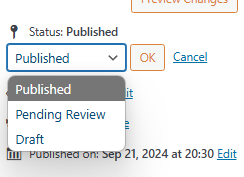 Preview Changes
Status: Published
Published OK Cancel
Published
Pending Review
Draft
Published on: Sep 21, 2024 at 20:30 Edit